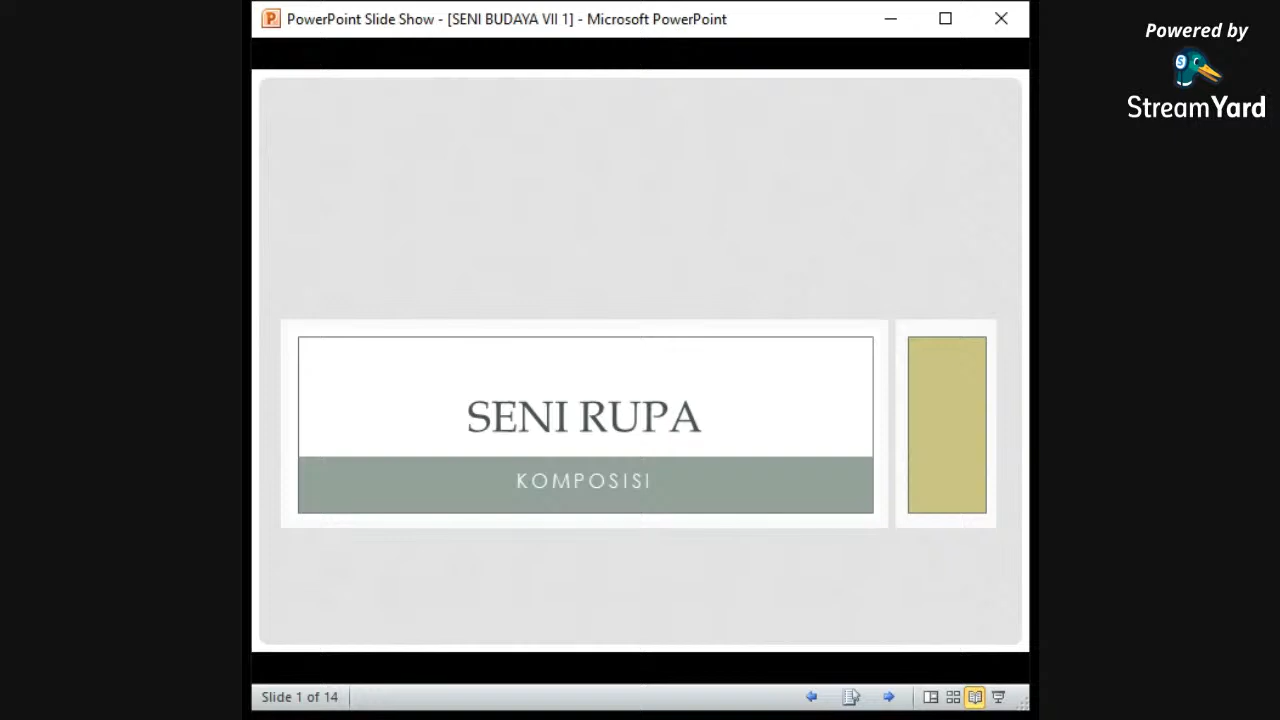 PowerPoint Slide Show - [SENI BUDAYA VII 1] - Microsoft PowerPoint
Powered by
S
StreamYard
SENI RUPA
KOMPOSISI
Slide 1 of 14